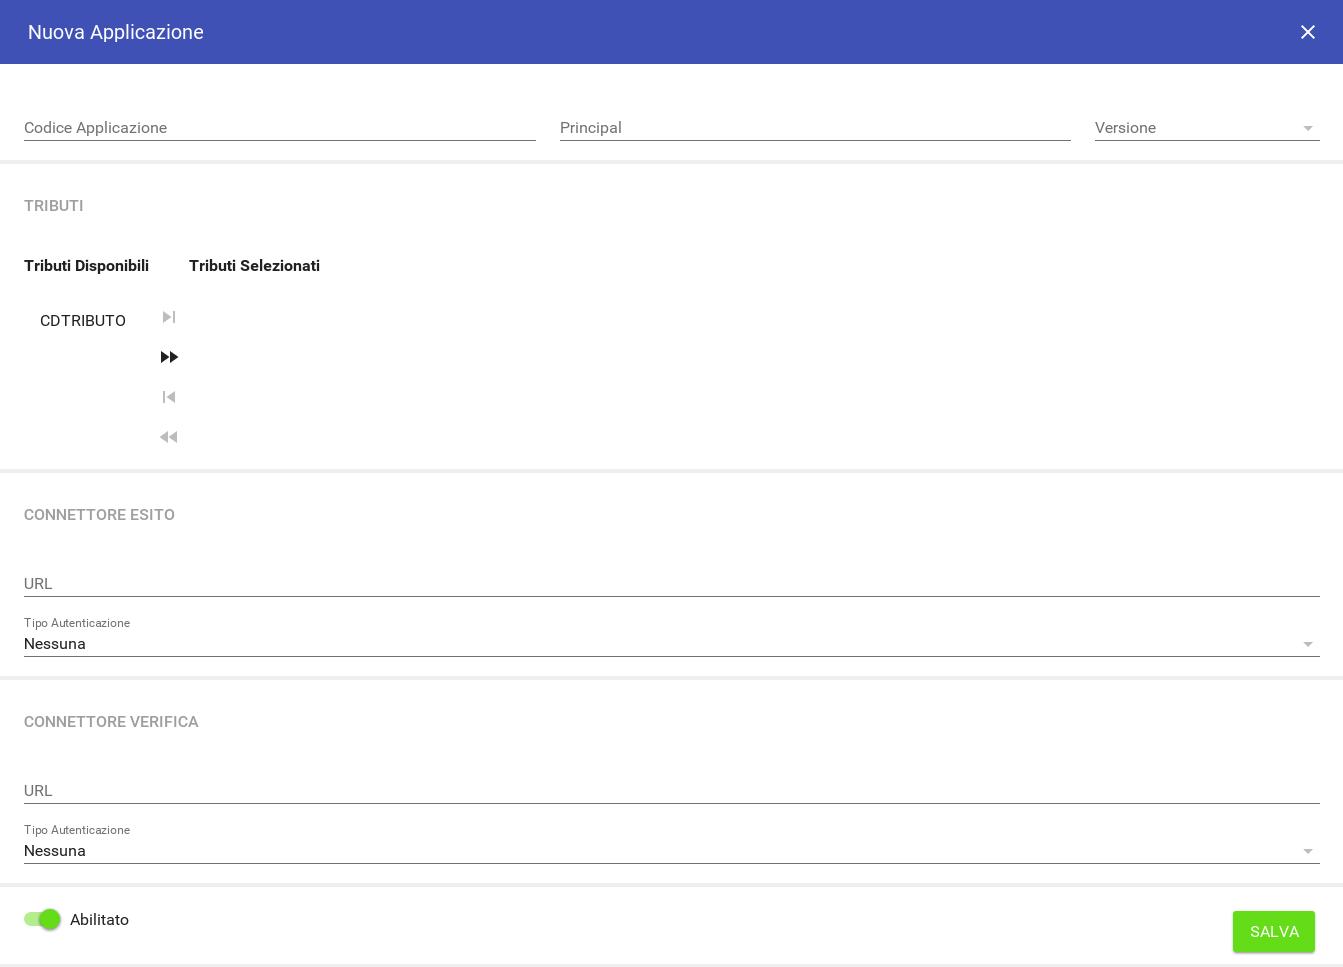 Nuova Applicazione
Codice Applicazione Principal Versione
TRIBUTI
Tributi Disponibili Tributi Selezionati
CDTRIBUTO
CONNETTORE ESITO
URL
Tipo Autenticazione
Nessuna
CONNETTORE VERIFICA
URL
Tipo Autenticazione
Nessuna
Abilitato
SALVA